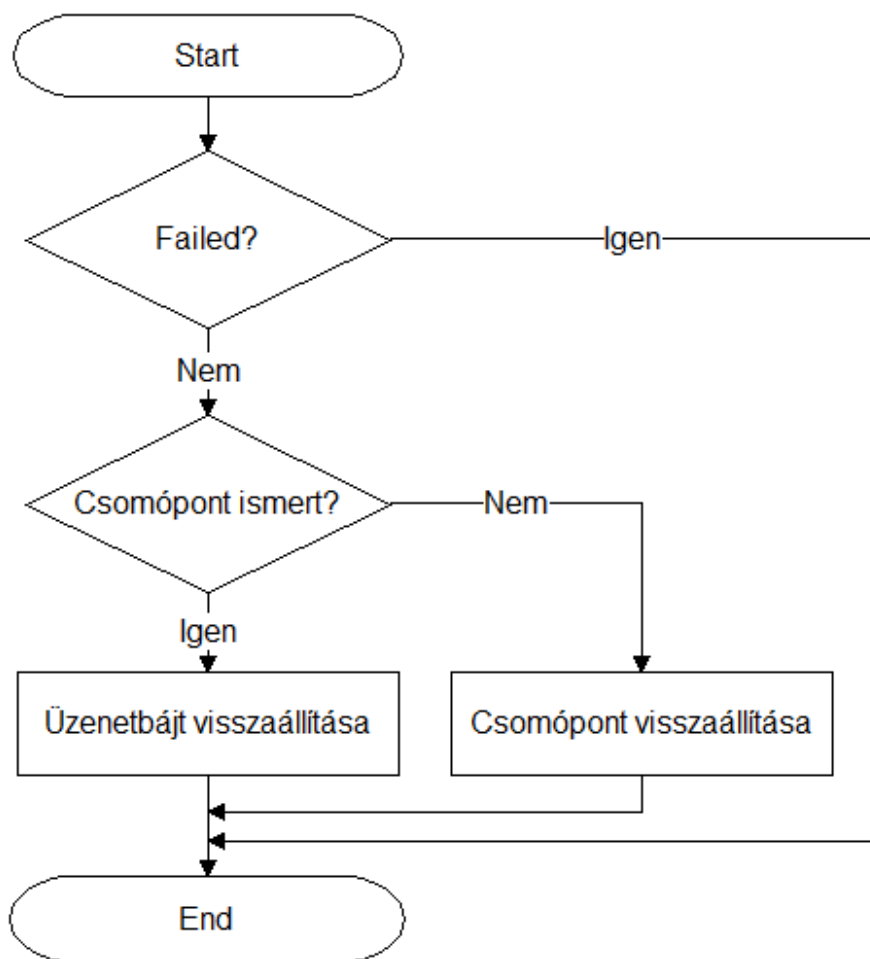 Start
Failed?
Igen
Nem
Csomópont ismert?
Nem
Igen
Üzenetbájt visszaállítása
Csomópont visszaállítása
End